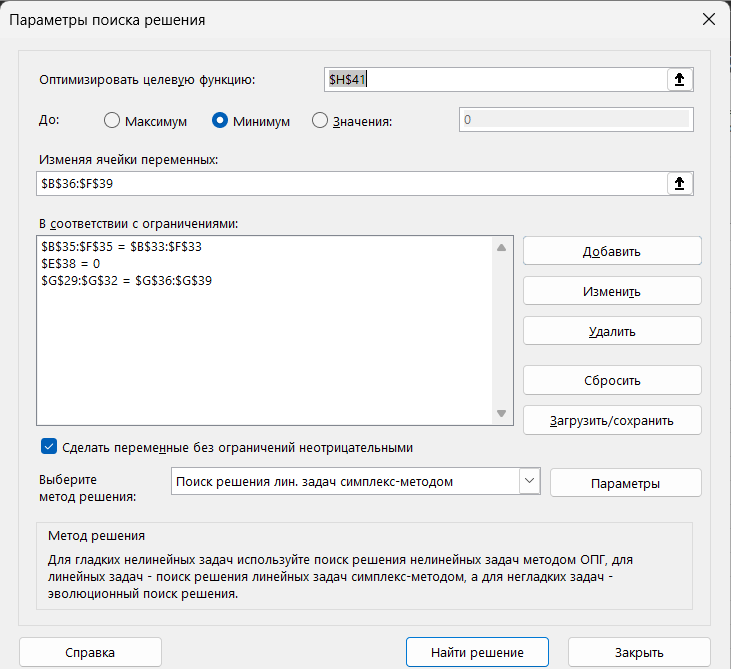 Параметры поиска решения
Оптимизировать целевую функцию:
$H$41
До:
Максимум
Минимум
Значения:
0
Изменяя ячейки переменных:
$B$36:$F$39
В соответствии с ограничениями:
$B$35:$F$35 = $B$33:$F$33
$E$38 = 0
$G$29:$G$32 = $G$36:$G$39
Добавить
Изменить
Удалить
Сбросить
Загрузить/сохранить
Сделать переменные без ограничений неотрицательными
Выберите
метод решения:
Поиск решения лин. задач симплекс-методом
Параметры
Метод решения
Для гладких нелинейных задач используйте поиск решения нелинейных задач методом ОПГ, для
линейных задач - поиск решения линейных задач симплекс-методом, а для негладких задач -
эволюционный поиск решения.
Справка
Найти решение
Закрыть